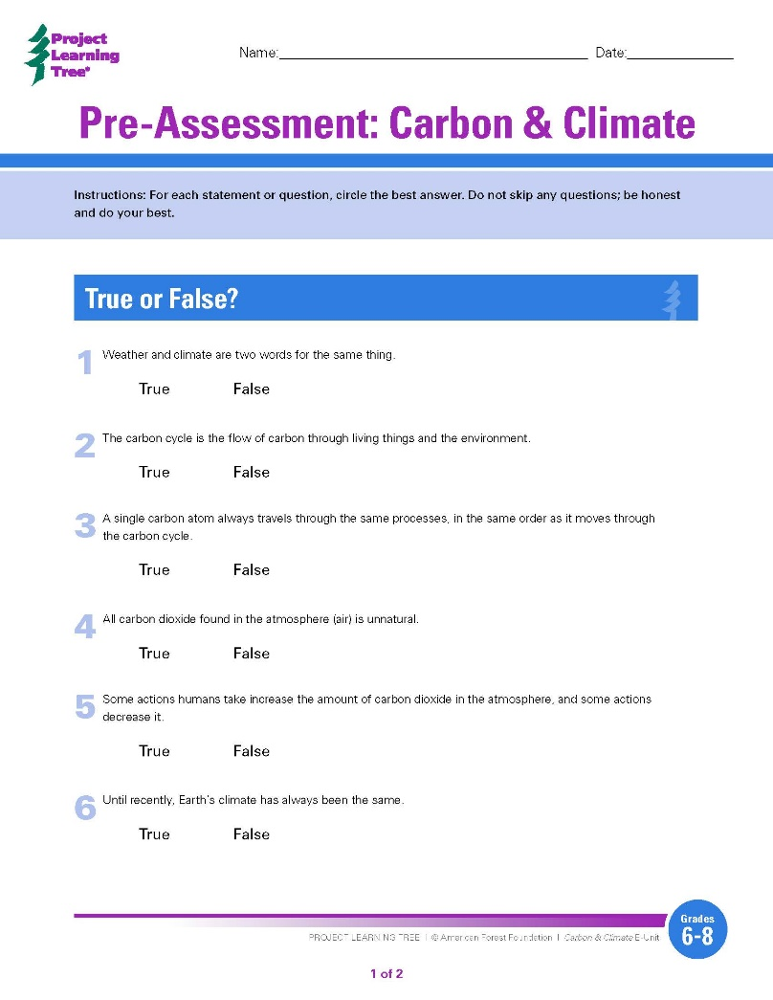 Project
Learning
Tree®
Name: Date:
Pre-Assessment: Carbon & Climate
Instructions: For each statement or question, circle the best answer. Do not skip any questions; be honest
and do your best.
True or False?
1 Weather and climate are two words for the same thing.
True False
2 The carbon cycle is the flow of carbon through living things and the environment.
True False
3 A single carbon atom always travels through the same processes, in the same order as it moves through
the carbon cycle.
True False
4 All carbon dioxide found in the atmosphere (air) is unnatural.
True False
5 Some actions humans take increase the amount of carbon dioxide in the atmosphere, and some actions
decrease it.
True False
6 Until recently, Earth's climate has always been the same.
True False
Grades
6-8
PROJECT LEARNING TREE | © American Forest Foundation | Carbon & Climate E-Unit
1 of 2